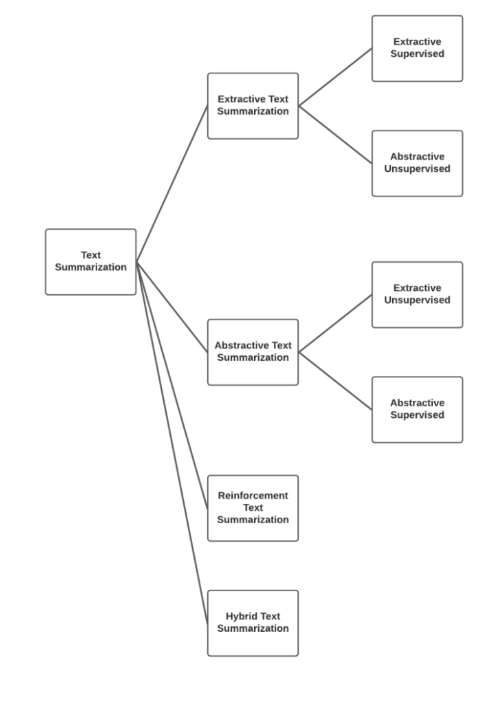 Extractive
Supervised
Extractive Text
Summarization
Abstractive
Unsupervised
Text
Summarization
Extractive
Unsupervised
Abstractive Text
Summarization
Abstractive
Supervised
Reinforcement
Text
Summarization
Hybrid Text
Summarization